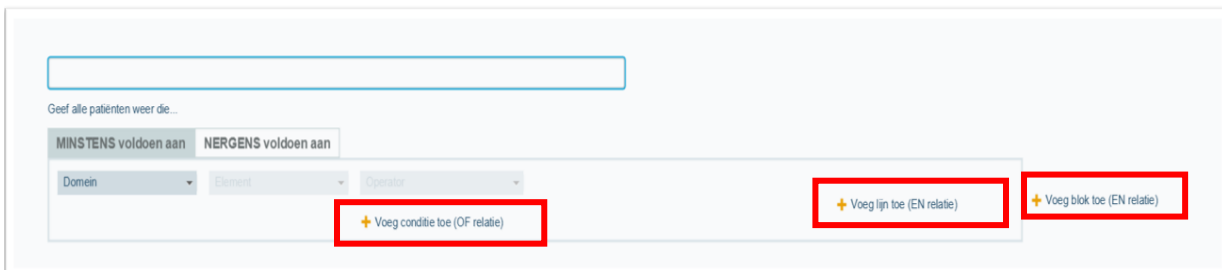 Geef alle patiënten weer die...
MINSTENS voldoen aan NERGENS voldoen aan
Domein Element Operator
+ Voeg lijn toe (EN relatie) + Voeg blok toe (EN relatie)
+ Voeg conditie toe (OF relatie)